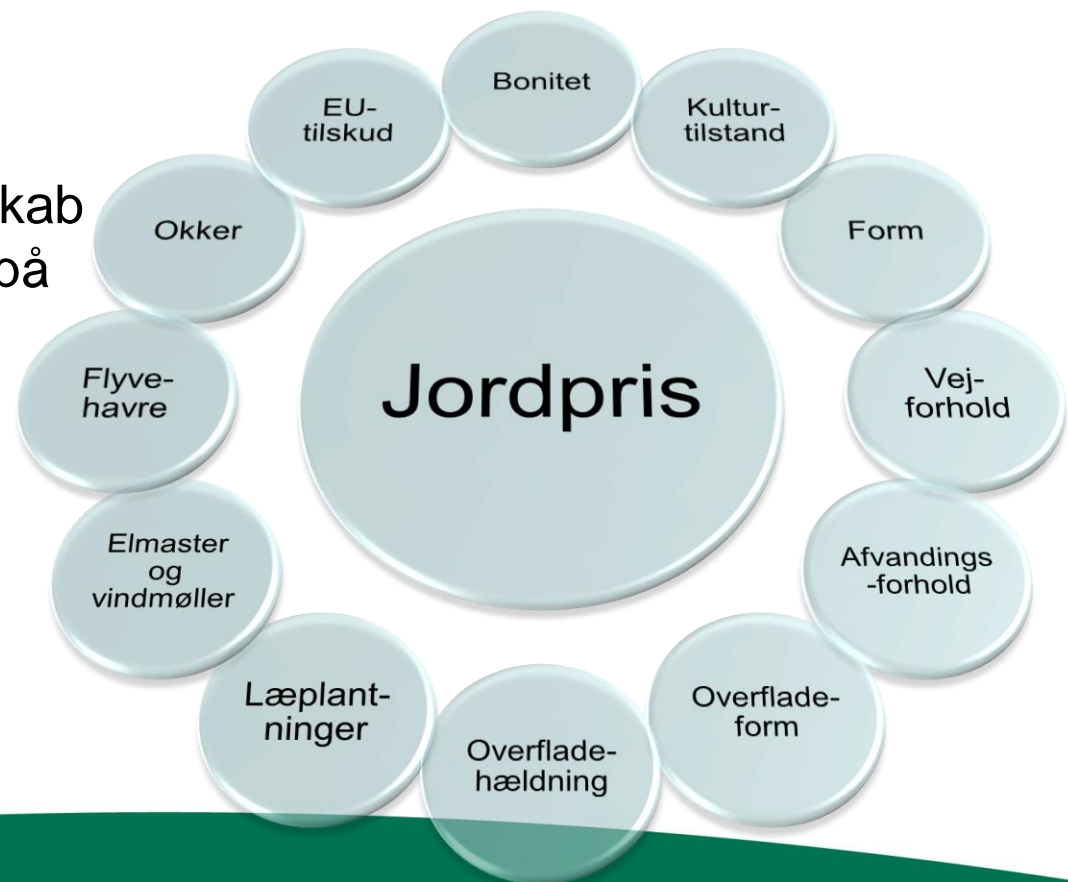 Bonitet
EU-
tilskud
Kultur-
tilstand
Okker
Form
på
Jordpris
Flyve-
havre
Vej-
forhold
Elmaster
og
vindmøller
Afvandings
-forhold
Læplant-
ninger
Overflade-
form
Overflade-
hældning